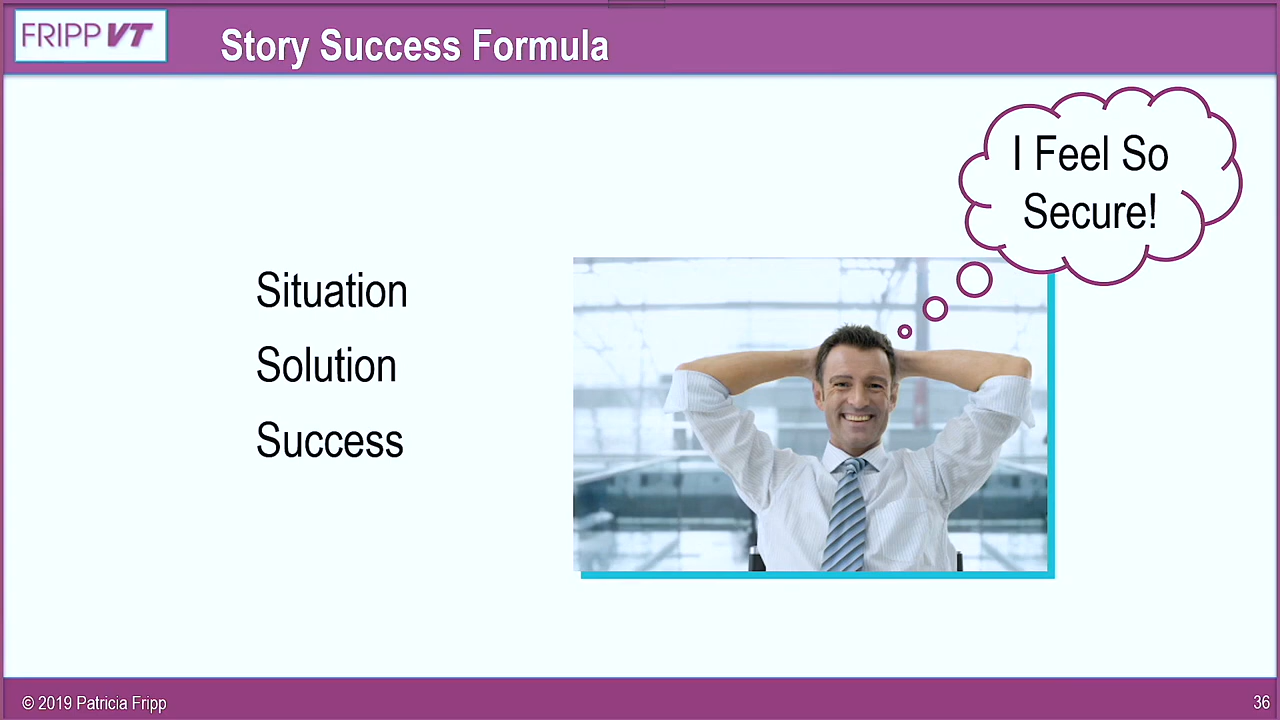 FRIPP VT
Story Success Formula
I Feel So
Secure!
Situation
Solution
Success
© 2019 Patricia Fripp
36